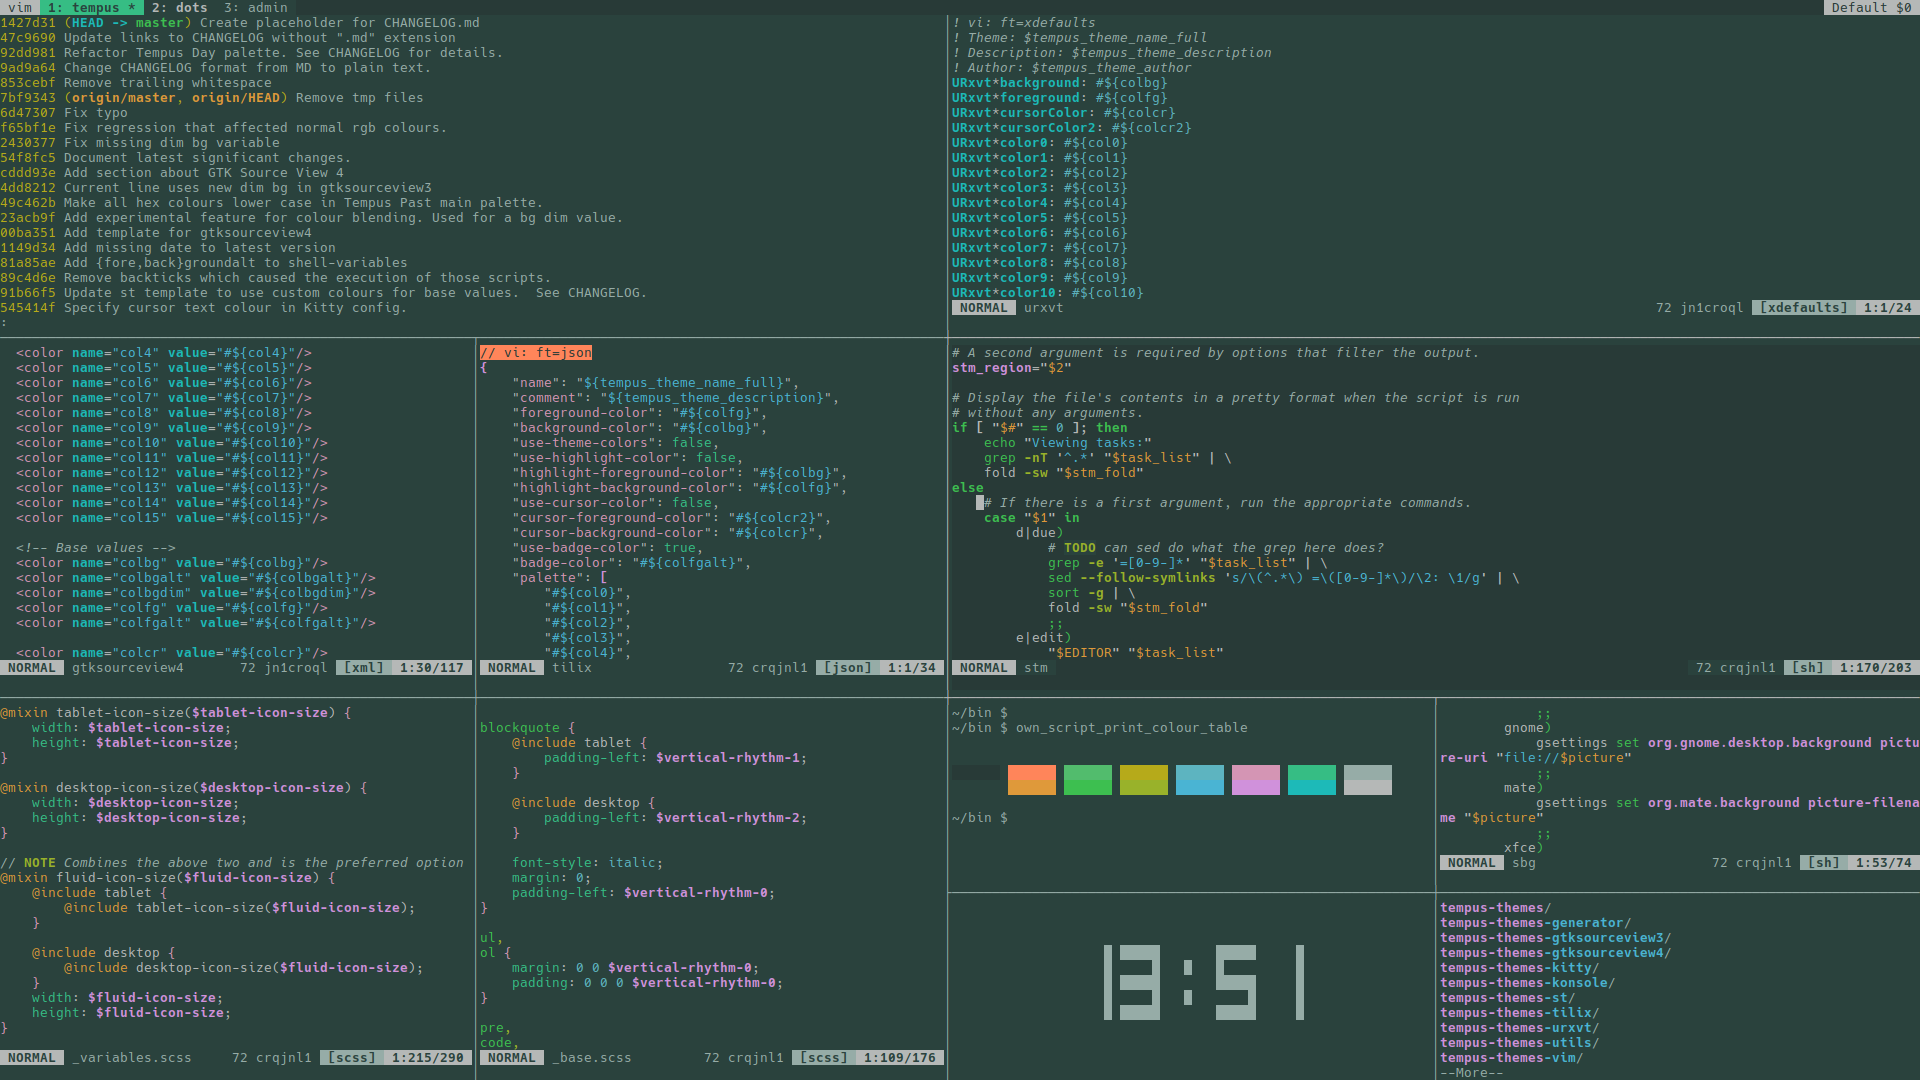 vim  1: tempus *  2: dots  3: admin  Default $0
1427d31 (HEAD -> master) Create placeholder for CHANGELOG.md
47c9690 Update links to CHANGELOG without ".md" extension
92dd981 Refactor Tempus Day palette. See CHANGELOG for details.
9ad9a64 Change CHANGELOG format from MD to plain text.
853cebf Remove trailing whitespace
7bf9343 (origin/master, origin/HEAD) Remove tmp files
6d47307 Fix typo
f65bf1e Fix regression that affected normal rgb colours.
2430377 Fix missing dim bg variable
54f8fc5 Document latest significant changes.
cddd93e Add section about GTK Source View 4
4dd8212 Current line uses new dim bg in gtksourceview3
49c462b Make all hex colours lower case in Tempus Past main palette.
23acb9f Add experimental feature for colour blending. Used for a bg dim value.
00ba351 Add template for gtksourceview4
1149d34 Add missing date to latest version
81a85ae Add {fore,back}groundalt to shell-variables
89c4d6e Remove backticks which caused the execution of those scripts.
91b66f5 Update st template to use custom colours for base values.  See CHANGELOG.
545414f Specify cursor text colour in Kitty config.
:
! vi: ft=xdefaults
! Theme: $tempus_theme_name_full
! Description: $tempus_theme_description
! Author: $tempus_theme_author
URxvt*background: #${colbg}
URxvt*foreground: #${colfg}
URxvt*cursorColor: #${colcr}
URxvt*cursorColor2: #${colcr2}
URxvt*color0: #${col0}
URxvt*color1: #${col1}
URxvt*color2: #${col2}
URxvt*color3: #${col3}
URxvt*color4: #${col4}
URxvt*color5: #${col5}
URxvt*color6: #${col6}
URxvt*color7: #${col7}
URxvt*color8: #${col8}
URxvt*color9: #${col9}
URxvt*color10: #${col10}
NORMAL  urxvt  72 jn1croql  [xdefaults]  1:1/24
<color name="col4" value="#${col4}"/>
<color name="col5" value="#${col5}"/>
<color name="col6" value="#${col6}"/>
<color name="col7" value="#${col7}"/>
<color name="col8" value="#${col8}"/>
<color name="col9" value="#${col9}"/>
<color name="col10" value="#${col10}"/>
<color name="col11" value="#${col11}"/>
<color name="col12" value="#${col12}"/>
<color name="col13" value="#${col13}"/>
<color name="col14" value="#${col14}"/>
<color name="col15" value="#${col15}"/>
<!-- Base values -->
<color name="colbg" value="#${colbg}"/>
<color name="colbgalt" value="#${colbgalt}"/>
<color name="colbgdim" value="#${colbgdim}"/>
<color name="colfg" value="#${colfg}"/>
<color name="colfgalt" value="#${colfgalt}"/>
<color name="colcr" value="#${colcr}"/>
NORMAL  gtksourceview4  72 jn1croql  [xml]  1:30/117
// vi: ft=json
{
    "name": "${tempus_theme_name_full}",
    "comment": "${tempus_theme_description}",
    "foreground-color": "#${colfg}",
    "background-color": "#${colbg}",
    "use-theme-colors": false,
    "use-highlight-color": false,
    "highlight-foreground-color": "#${colbg}",
    "highlight-background-color": "#${colfg}",
    "use-cursor-color": false,
    "cursor-foreground-color": "#${colcr2}",
    "cursor-background-color": "#${colcr}",
    "use-badge-color": true,
    "badge-color": "#${colfgalt}",
    "palette": [
        "#${col0}",
        "#${col1}",
        "#${col2}",
        "#${col3}",
        "#${col4}",
NORMAL  tilix  72 crqjnl1  [json]  1:1/34
# A second argument is required by options that filter the output.
stm_region="$2"
# Display the file's contents in a pretty format when the script is run
# without any arguments.
if [ "$#" == 0 ]; then
    echo "Viewing tasks:"
    grep -nT '^.*' "$task_list" | \
    fold -sw "$stm_fold"
else
    # If there is a first argument, run the appropriate commands.
    case "$1" in
        d|due)
            # TODO can sed do what the grep here does?
            grep -e '=[0-9-]*' "$task_list" | \
            sed --follow-symlinks 's/\(^.*\) =\([0-9-]*\)/\2: \1/g' | \
            sort -g | \
            fold -sw "$stm_fold"
            ;;
        e|edit)
            "$EDITOR" "$task_list"
NORMAL  stm  72 crqjnl1  [sh]  1:170/203
@mixin tablet-icon-size($tablet-icon-size) {
    width: $tablet-icon-size;
    height: $tablet-icon-size;
}
@mixin desktop-icon-size($desktop-icon-size) {
    width: $desktop-icon-size;
    height: $desktop-icon-size;
}
// NOTE Combines the above two and is the preferred option
@mixin fluid-icon-size($fluid-icon-size) {
    @include tablet {
        @include tablet-icon-size($fluid-icon-size);
    }
    @include desktop {
        @include desktop-icon-size($fluid-icon-size);
    }
    width: $fluid-icon-size;
    height: $fluid-icon-size;
}
NORMAL  _variables.scss  72 crqjnl1  [scss]  1:215/290
blockquote {
    @include tablet {
        padding-left: $vertical-rhythm-1;
    }
    @include desktop {
        padding-left: $vertical-rhythm-2;
    }
    font-style: italic;
    margin: 0;
    padding-left: $vertical-rhythm-0;
}
ul,
ol {
    margin: 0 0 $vertical-rhythm-0;
    padding: 0 0 0 $vertical-rhythm-0;
}
pre,
code,
NORMAL  _base.scss  72 crqjnl1  [scss]  1:109/176
~/bin $
~/bin $ own_script_print_colour_table
~/bin $
            ;;
        gnome)
            gsettings set org.gnome.desktop.background pictu
re-uri "file://$picture"
            ;;
        mate)
            gsettings set org.mate.background picture-filena
me "$picture"
            ;;
        xfce)
NORMAL  sbg  72 crqjnl1  [sh]  1:53/74
13:51
tempus-themes/
tempus-themes-generator/
tempus-themes-gtksourceview3/
tempus-themes-gtksourceview4/
tempus-themes-kitty/
tempus-themes-konsole/
tempus-themes-st/
tempus-themes-tilix/
tempus-themes-urxvt/
tempus-themes-utils/
tempus-themes-vim/
--More--